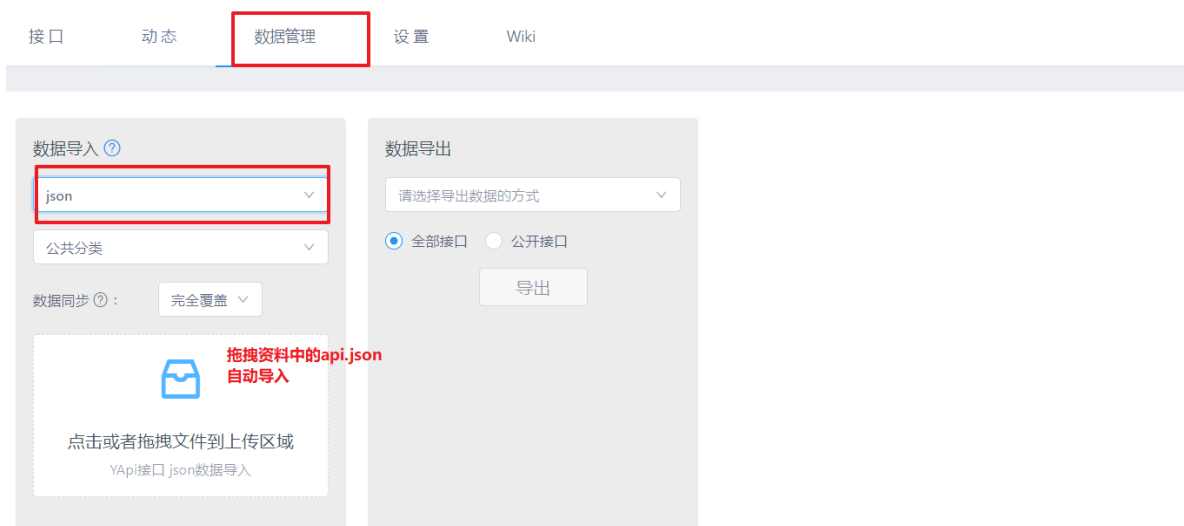 接口 动态 数据管理 设置 Wiki
数据导入 ?
json
公共分类
数据同步 ? :
完全覆盖
拖拽资料中的api.json
自动导入
点击或者拖拽文件到上传区域
YApi接口 json数据导入
数据导出
请选择导出数据的方式
全部接口 公开接口
导出